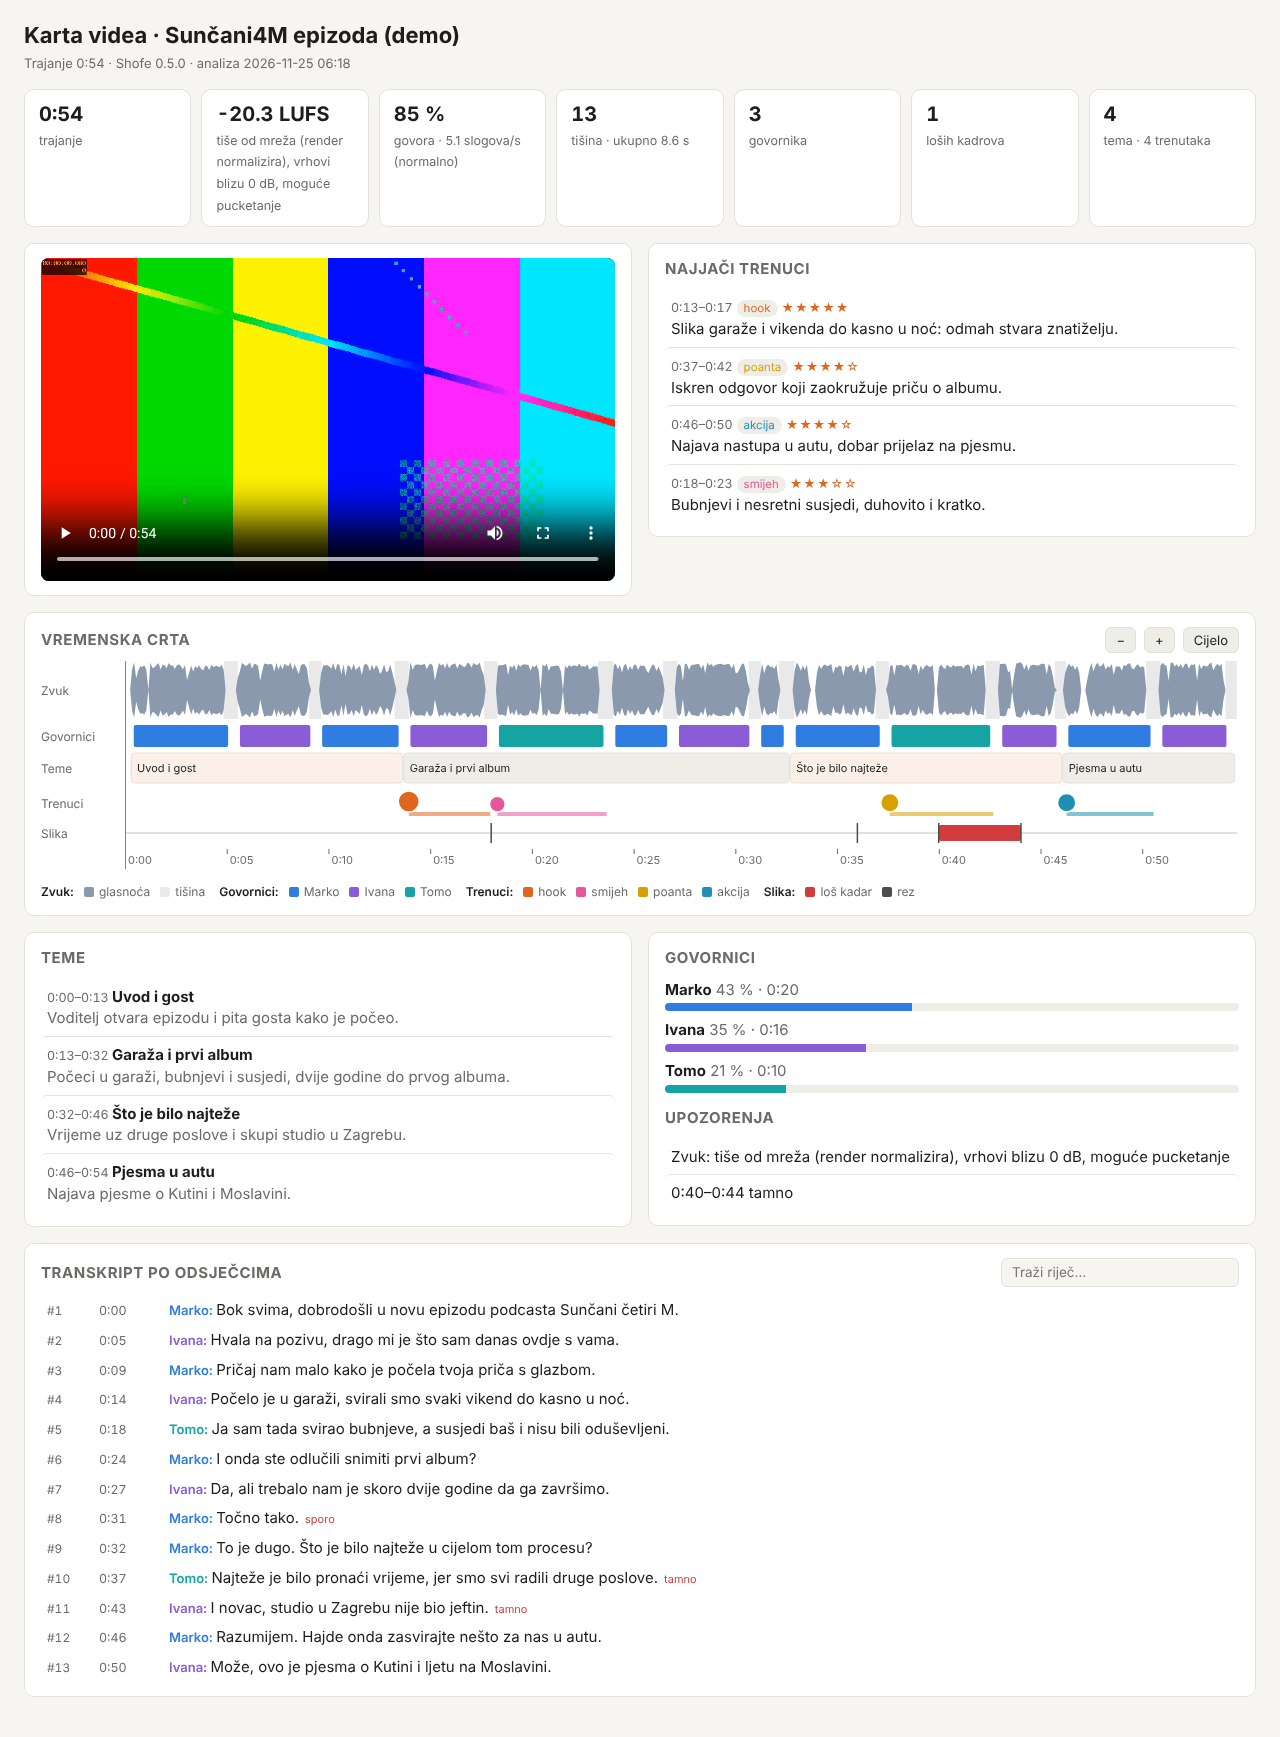 Karta videa · Sunčani4M epizoda (demo)
Trajanje 0:54 · Shofe 0.5.0 · analiza 2026-11-25 06:18
0:54
trajanje
-20.3 LUFS
tiše od mreža (render
normalizira), vrhovi
blizu 0 dB, moguće
pucketanje
85 %
govora · 5.1 slogova/s
(normalno)
13
tišina · ukupno 8.6 s
3
govornika
1
loših kadrova
4
tema · 4 trenutaka
0:00 / 0:54
NAJJAČI TRENUCI
0:13–0:17 hook ★★★★★
Slika garaže i vikenda do kasno u noć: odmah stvara znatiželju.
0:37–0:42 poanta ★★★★☆
Iskren odgovor koji zaokružuje priču o albumu.
0:46–0:50 akcija ★★★★☆
Najava nastupa u autu, dobar prijelaz na pjesmu.
0:18–0:23 smijeh ★★★☆☆
Bubnjevi i nesretni susjedi, duhovito i kratko.
VREMENSKA CRTA
− + Cijelo
Zvuk
Govornici
Teme
Uvod i gost Garaža i prvi album Što je bilo najteže Pjesma u autu
Trenuci
Slika
0:00 0:05 0:10 0:15 0:20 0:25 0:30 0:35 0:40 0:45 0:50
Zvuk: glasnoća tišina Govornici: Marko Ivana Tomo Trenuci: hook smijeh poanta akcija Slika: loš kadar rez
TEME
0:00–0:13 Uvod i gost
Voditelj otvara epizodu i pita gosta kako je počeo.
0:13–0:32 Garaža i prvi album
Počeci u garaži, bubnjevi i susjedi, dvije godine do prvog albuma.
0:32–0:46 Što je bilo najteže
Vrijeme uz druge poslove i skupi studio u Zagrebu.
0:46–0:54 Pjesma u autu
Najava pjesme o Kutini i Moslavini.
GOVORNICI
Marko 43 % · 0:20
Ivana 35 % · 0:16
Tomo 21 % · 0:10
UPOZORENJA
Zvuk: tiše od mreža (render normalizira), vrhovi blizu 0 dB, moguće pucketanje
0:40–0:44 tamno
TRANSKRIPT PO ODSJEČCIMA
Traži riječ...
#1 0:00 Marko: Bok svima, dobrodošli u novu epizodu podcasta Sunčani četiri M.
#2 0:05 Ivana: Hvala na pozivu, drago mi je što sam danas ovdje s vama.
#3 0:09 Marko: Pričaj nam malo kako je počela tvoja priča s glazbom.
#4 0:14 Ivana: Počelo je u garaži, svirali smo svaki vikend do kasno u noć.
#5 0:18 Tomo: Ja sam tada svirao bubnjeve, a susjedi baš i nisu bili oduševljeni.
#6 0:24 Marko: I onda ste odlučili snimiti prvi album?
#7 0:27 Ivana: Da, ali trebalo nam je skoro dvije godine da ga završimo.
#8 0:31 Marko: Točno tako. sporo
#9 0:32 Marko: To je dugo. Što je bilo najteže u cijelom tom procesu?
#10 0:37 Tomo: Najteže je bilo pronaći vrijeme, jer smo svi radili druge poslove. tamno
#11 0:43 Ivana: I novac, studio u Zagrebu nije bio jeftin. tamno
#12 0:46 Marko: Razumijem. Hajde onda zasvirajte nešto za nas u autu.
#13 0:50 Ivana: Može, ovo je pjesma o Kutini i ljetu na Moslavini.